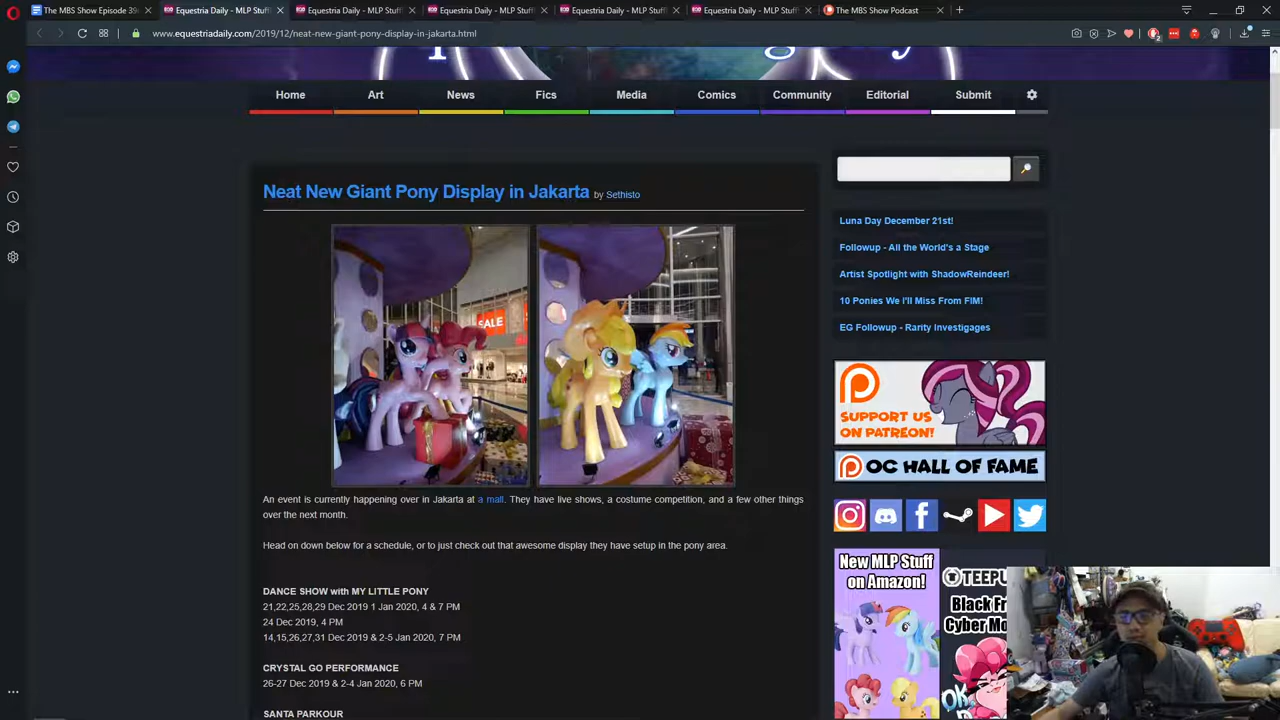 The MBS Show Episode 39
Equestria Daily - MLP Stuff
Equestria Daily - MLP Stuff
Equestria Daily - MLP Stuff
Equestria Daily - MLP Stuff
Equestria Daily - MLP Stuff
The MBS Show Podcast
www.equestriadaily.com/2019/12/neat-new-giant-pony-display-in-jakarta.html
Home Art News Fics Media Comics Community Editorial Submit
Neat New Giant Pony Display in Jakarta by Sethisto
SALE
An event is currently happening over in Jakarta at a mall. They have live shows, a costume competition, and a few other things
over the next month.
Head on down below for a schedule, or to just check out that awesome display they have setup in the pony area.
DANCE SHOW with MY LITTLE PONY
21,22,25,28,29 Dec 2019 1 Jan 2020, 4 & 7 PM
24 Dec 2019, 4 PM
14,15,26,27,31 Dec 2019 & 2-5 Jan 2020, 7 PM
CRYSTAL GO PERFORMANCE
26-27 Dec 2019 & 2-4 Jan 2020, 6 PM
SANTA PARKOUR
Luna Day December 21st!
Followup - All the World's a Stage
Artist Spotlight with ShadowReindeer!
10 Ponies We I'll Miss From FIM!
EG Followup - Rarity Investigages
SUPPORT US
ON PATREON!
OC HALL OF FAME
New MLP Stuff
on Amazon!
TEEPU
Black Fr
Cyber Mo
OK